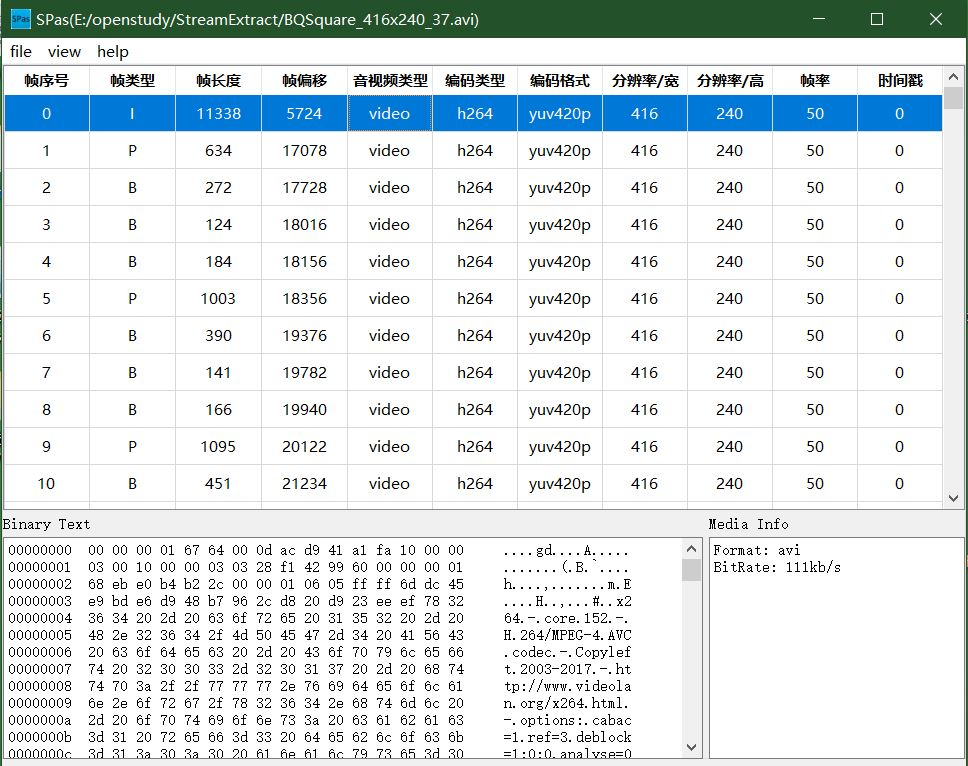 SPas SPas(E:/openstudy/StreamExtract/BQSquare_416x240_37.avi)
file view help
帧序号 帧类型 帧长度 帧偏移 音视频类型 编码类型 编码格式 分辨率/宽 分辨率/高 帧率 时间戳
0 I 11338 5724 video h264 yuv420p 416 240 50 0
1 P 634 17078 video h264 yuv420p 416 240 50 0
2 B 272 17728 video h264 yuv420p 416 240 50 0
3 B 124 18016 video h264 yuv420p 416 240 50 0
4 B 184 18156 video h264 yuv420p 416 240 50 0
5 P 1003 18356 video h264 yuv420p 416 240 50 0
6 B 390 19376 video h264 yuv420p 416 240 50 0
7 B 141 19782 video h264 yuv420p 416 240 50 0
8 B 166 19940 video h264 yuv420p 416 240 50 0
9 P 1095 20122 video h264 yuv420p 416 240 50 0
10 B 451 21234 video h264 yuv420p 416 240 50 0
Binary Text
00000000 00 00 00 01 67 64 00 0d ac d9 41 a1 fa 10 00 00 ....gd....A.....
00000001 03 00 10 00 00 03 03 28 f1 42 99 60 00 00 00 01 .......(.B.`....
00000002 68 eb e0 b4 b2 2c 00 00 01 06 05 ff ff 6d dc 45 h....,.......m.E
00000003 e9 bd e6 d9 48 b7 96 2c d8 20 d9 23 ee ef 78 32 ....H..,...#..x2
00000004 36 34 20 2d 20 63 6f 72 65 20 31 35 32 20 2d 20 64.-.core.152.-.
00000005 48 2e 32 36 34 2f 4d 50 45 47 2d 34 20 41 56 43 H.264/MPEG-4.AVC
00000006 20 63 6f 64 65 63 20 2d 20 43 6f 70 79 6c 65 66 .codec.-.Copylef
00000007 74 20 32 30 30 33 2d 32 30 31 37 20 2d 20 68 74 t.2003-2017.-.ht
00000008 74 70 3a 2f 2f 77 77 77 2e 76 69 64 65 6f 6c 61 tp://www.videola
00000009 6e 2e 6f 72 67 2f 78 32 36 34 2e 68 74 6d 6c 20 n.org/x264.html.
0000000a 2d 20 6f 70 74 69 6f 6e 73 3a 20 63 61 62 61 63 -.options:.cabac
0000000b 3d 31 20 72 65 66 3d 33 20 64 65 62 6c 6f 63 6b =1.ref=3.deblock
0000000c 3d 31 3a 30 3a 30 20 61 6e 61 6c 79 73 65 3d 30 =1:0:0.analyse=0
Media Info
Format: avi
BitRate: 111kb/s